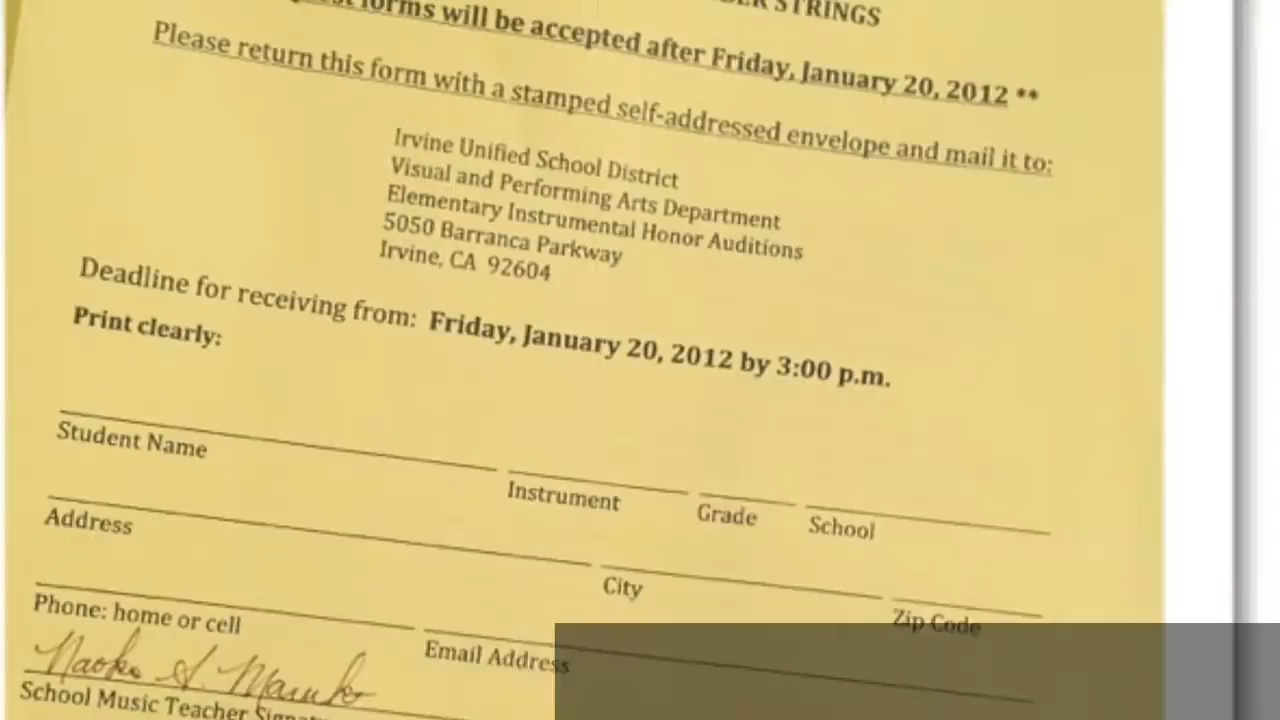 STRINGS
forms will be accepted after Friday, January 20, 2012 **
Please return this form with a stamped self-addressed envelope and mail it to:
Irvine Unified School District
Visual and Performing Arts Department
Elementary Instrumental Honor Auditions
5050 Barranca Parkway
Irvine, CA 92604
Deadline for receiving from: Friday, January 20, 2012 by 3:00 p.m.
Print clearly:
Student Name Instrument Grade School
Address City Zip Code
Phone: home or cell Email Address
Naoko S. Maruko
School Music Teacher